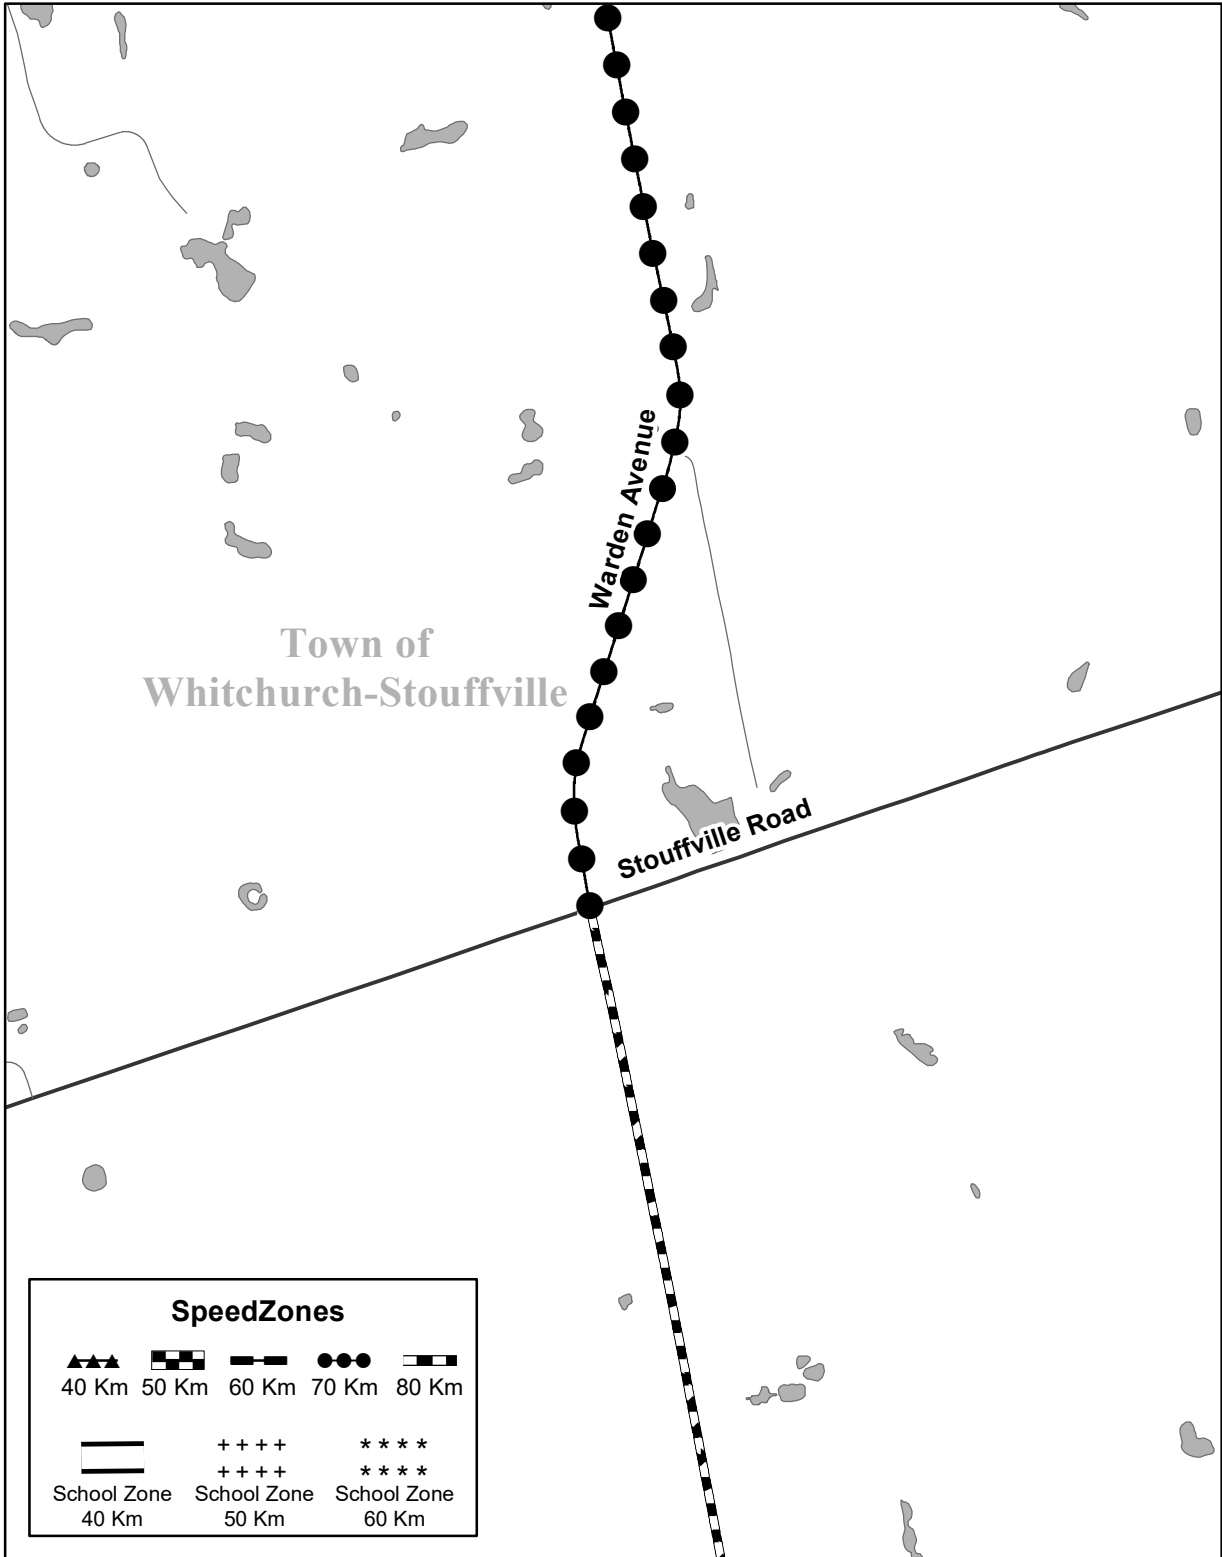 Warden Avenue
Town of
Whitchurch-Stouffville
Stouffville Road
SpeedZones
40 Km 50 Km 60 Km 70 Km 80 Km
++++ ****
++++ ****
School Zone School Zone School Zone
40 Km 50 Km 60 Km